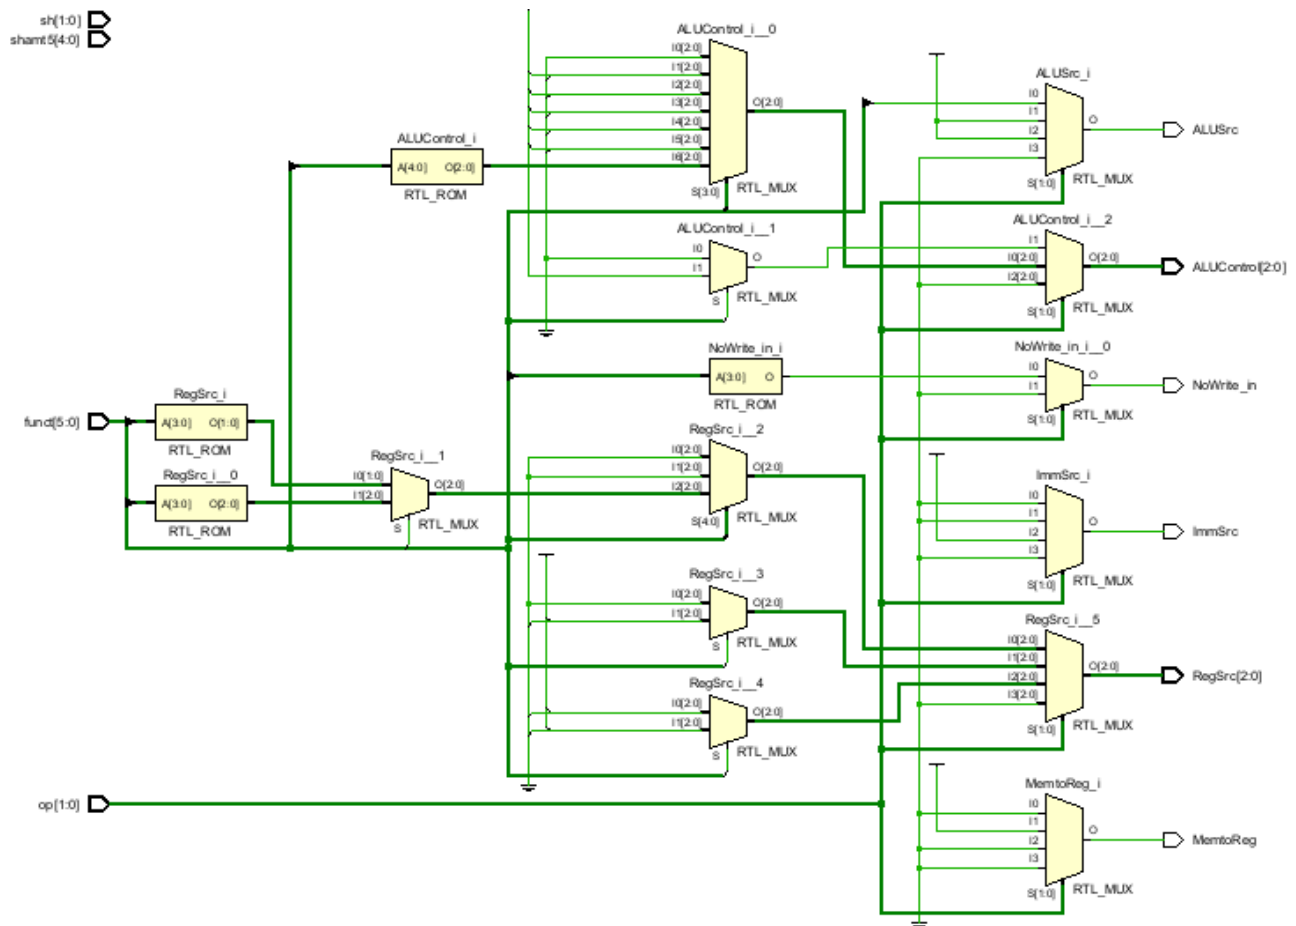 sh[1:0]
shamt5[4:0]
ALUControl_i__0
I0[2:0]
I1[2:0]
I2[2:0]
I3[2:0]
I4[2:0]
I5[2:0]
I6[2:0]
O[2:0]
S[3:0]
RTL_MUX
ALUSrc_i
I0
I1
I2
I3
O
S[1:0]
RTL_MUX
ALUSrc
ALUControl_i
A[4:0] O[2:0]
RTL_ROM
ALUControl_i__1
I0
I1
O
S
RTL_MUX
ALUControl_i__2
I1
I0[2:0]
I2[2:0]
O[2:0]
S[1:0]
RTL_MUX
ALUControl[2:0]
NoWrite_in_i
A[3:0] O
RTL_ROM
NoWrite_in_i__0
I0
I1
O
S[1:0]
RTL_MUX
NoWrite_in
funct[5:0]
RegSrc_i
A[3:0] O[1:0]
RTL_ROM
RegSrc_i__0
A[3:0] O[2:0]
RTL_ROM
RegSrc_i__1
I0[1:0]
I1[2:0]
O[2:0]
S
RTL_MUX
RegSrc_i__2
I0[2:0]
I1[2:0]
I2[2:0]
O[2:0]
S[4:0]
RTL_MUX
ImmSrc_i
I0
I1
I2
I3
O
S[1:0]
RTL_MUX
ImmSrc
RegSrc_i__3
I0[2:0]
I1[2:0]
O[2:0]
S
RTL_MUX
RegSrc_i__4
I0[2:0]
I1[2:0]
O[2:0]
S
RTL_MUX
RegSrc_i__5
I0[2:0]
I1[2:0]
I2[2:0]
I3[2:0]
O[2:0]
S[1:0]
RTL_MUX
RegSrc[2:0]
op[1:0]
MemtoReg_i
I0
I1
I2
I3
O
S[1:0]
RTL_MUX
MemtoReg